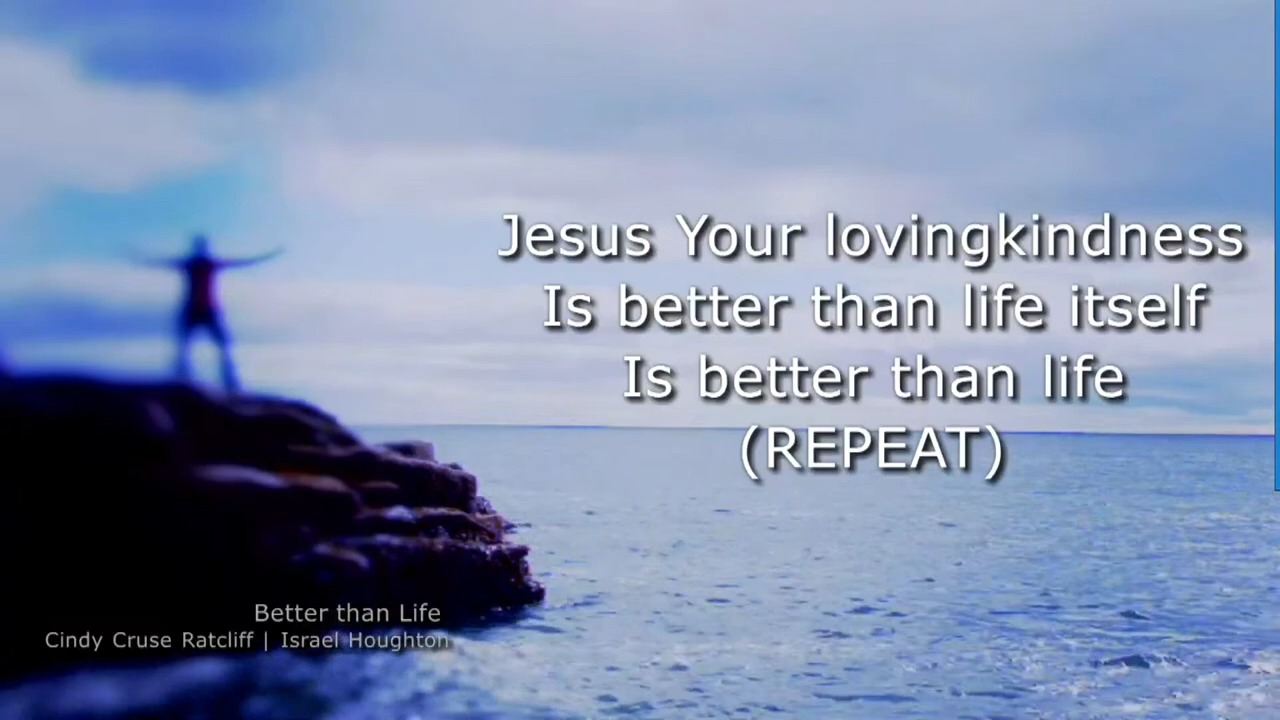 Jesus Your lovingkindness
Is better than life itself
Is better than life
(REPEAT)
Better than Life
Cindy Cruse Ratcliff | Israel Houghton